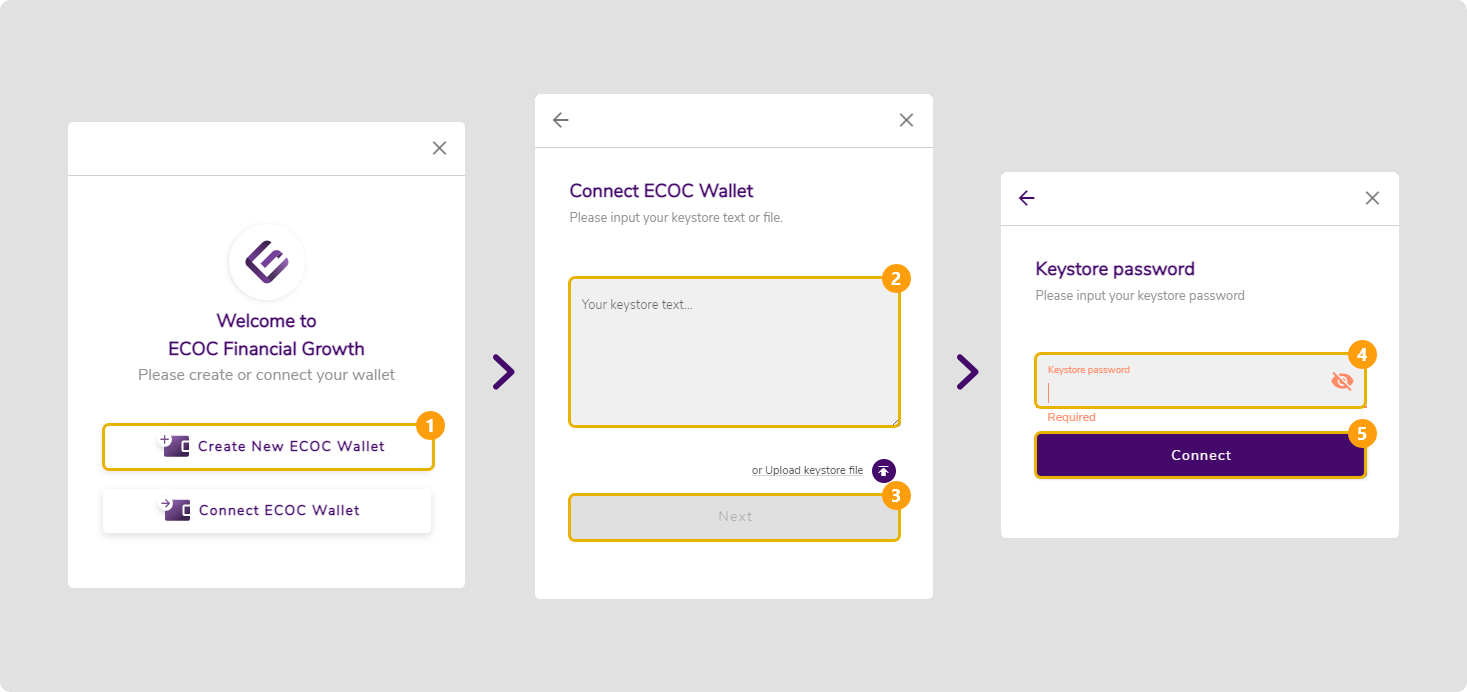 Welcome to
ECOC Financial Growth
Please create or connect your wallet
1
Create New ECOC Wallet
Connect ECOC Wallet
Connect ECOC Wallet
Please input your keystore text or file.
2
Your keystore text...
or Upload keystore file
3
Next
Keystore password
Please input your keystore password
4
Keystore password
Required
5
Connect